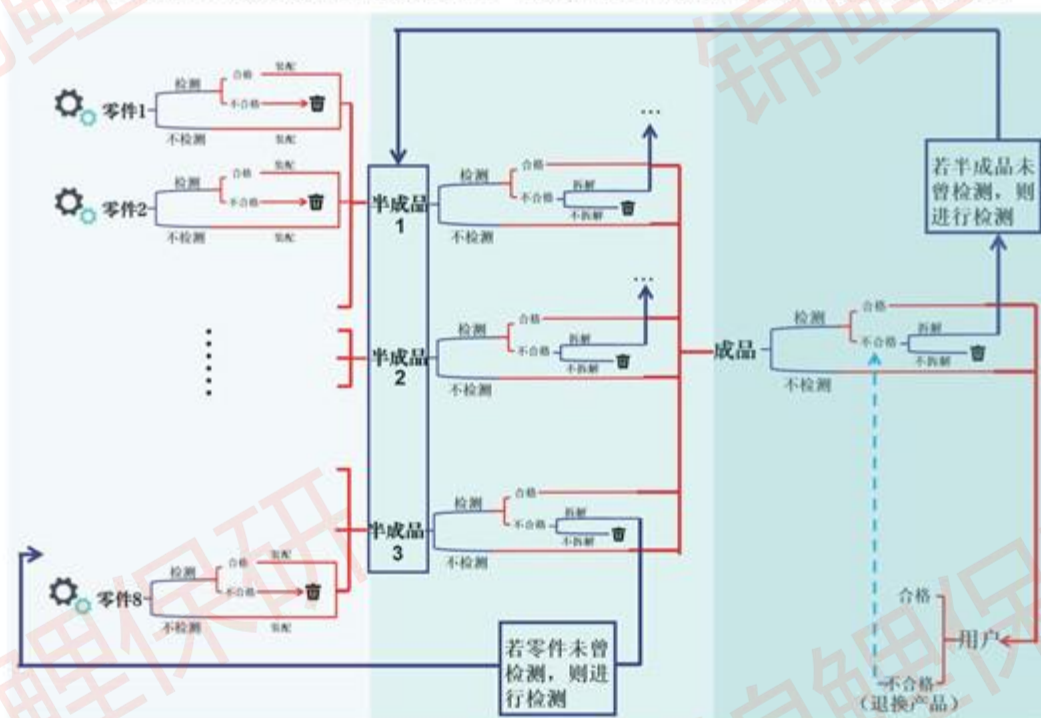 零件1
检测
合格
装配
不合格
不检测
装配
零件2
检测
合格
装配
不合格
不检测
装配
······
零件8
检测
合格
装配
不合格
不检测
装配
半成品
1
检测
合格
不合格
拆解
不拆解
不检测
...
半成品
2
检测
合格
不合格
拆解
不拆解
不检测
...
半成品
3
检测
合格
不合格
拆解
不拆解
不检测
若零件未曾
检测，则进
行检测
成品
检测
合格
不合格
拆解
不拆解
不检测
若半成品未
曾检测，则
进行检测
合格
用户
不合格
（退换产品）
锦鲤
鲤保研